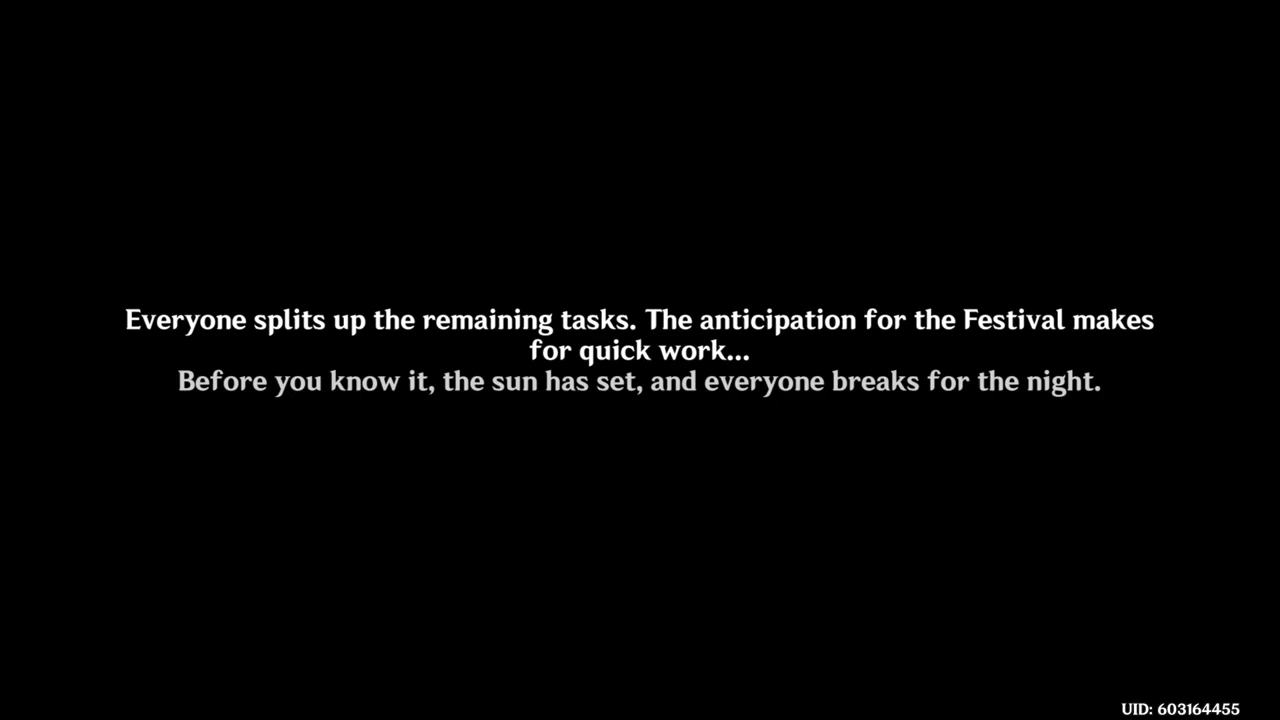 Everyone splits up the remaining tasks. The anticipation for the Festival makes
for quick work...
Before you know it, the sun has set, and everyone breaks for the night.
UID: 603164455